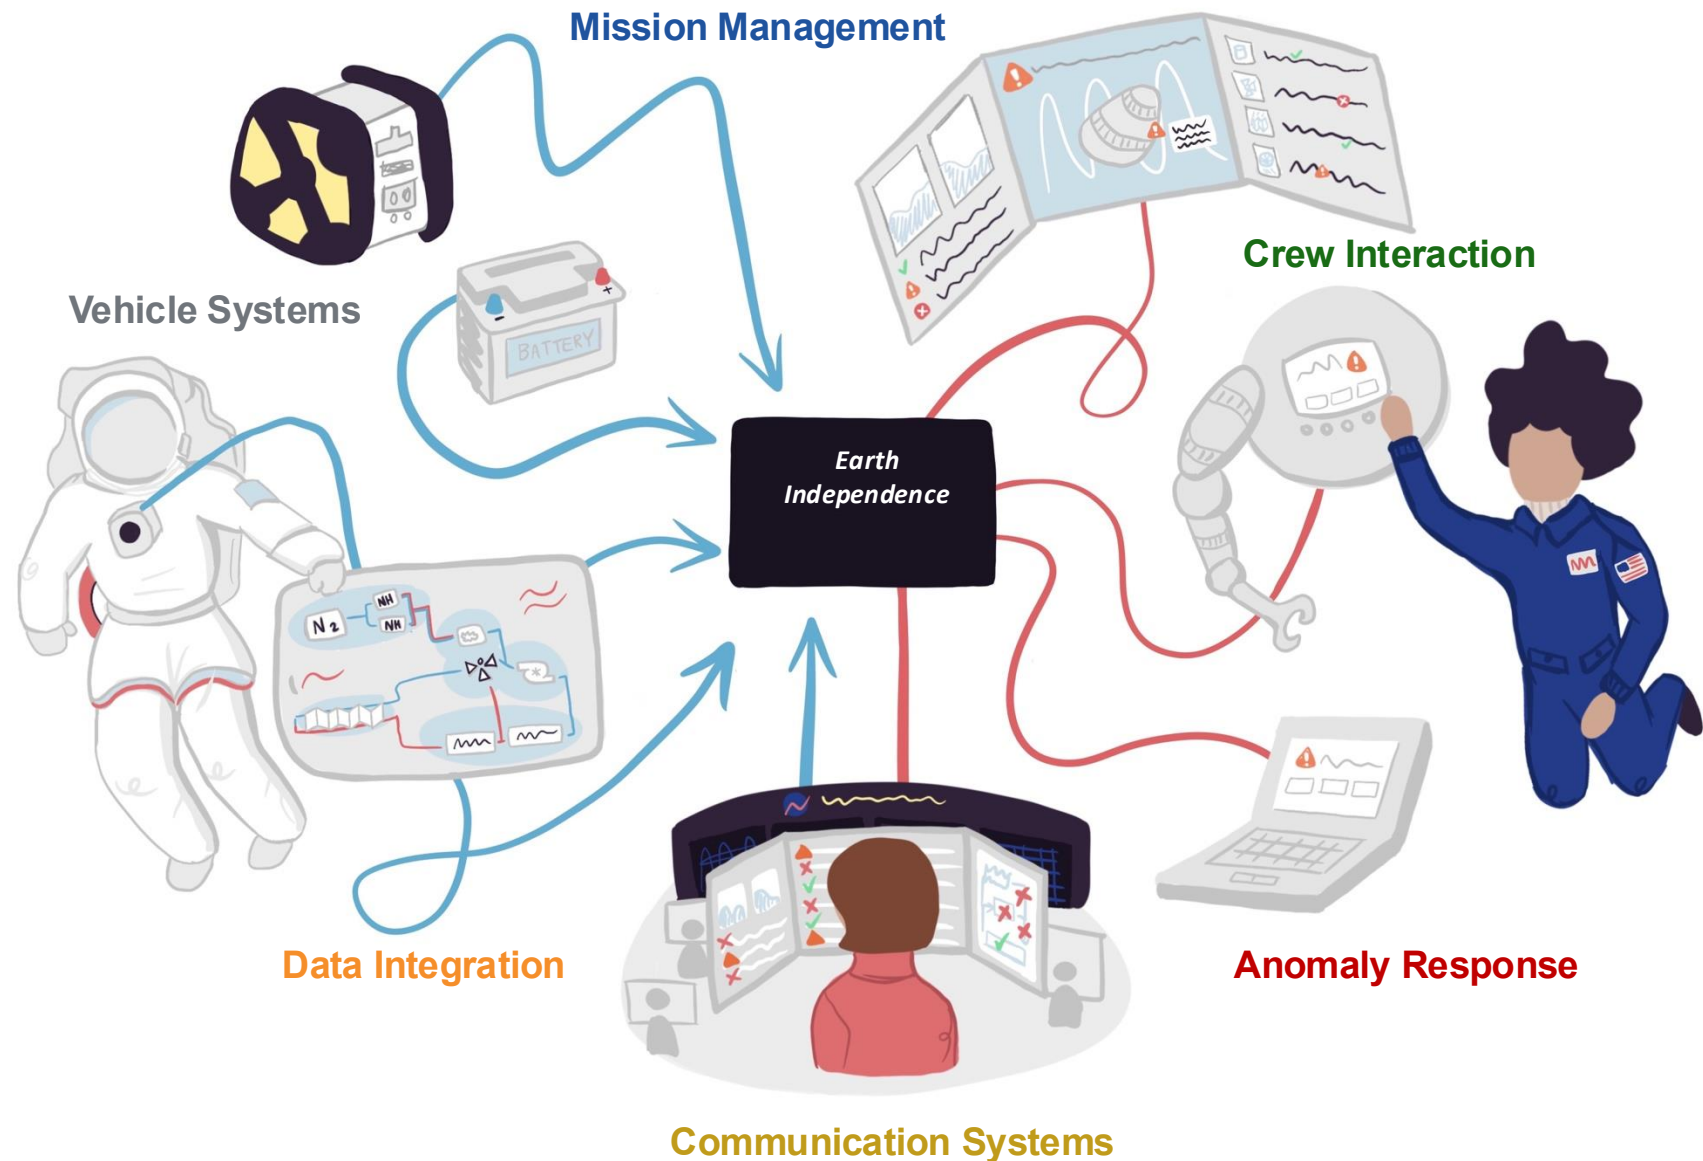 Mission Management
Crew Interaction
Vehicle Systems
- +
BATTERY
Earth
Independence
N2
NH
NH
Data Integration
Anomaly Response
Communication Systems